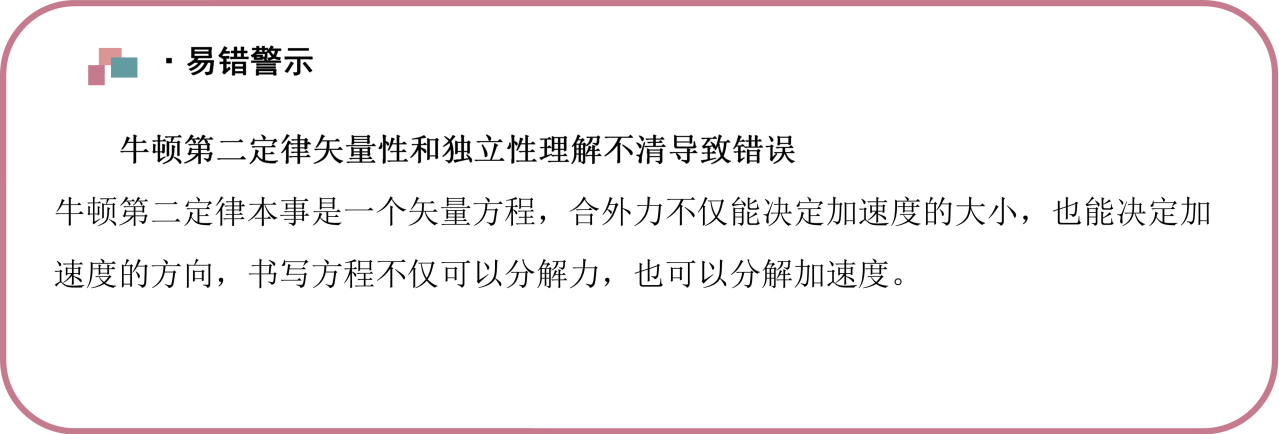 ·易错警示
牛顿第二定律矢量性和独立性理解不清导致错误
牛顿第二定律本事是一个矢量方程，合外力不仅能决定加速度的大小，也能决定加
速度的方向，书写方程不仅可以分解力，也可以分解加速度。